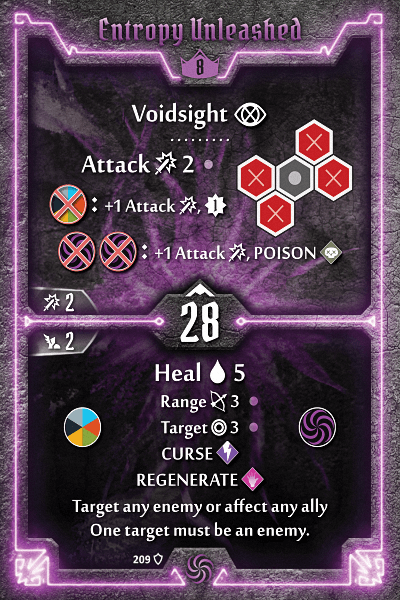 Entropy Unleashed
8
Voidsight
Attack 2
: +1 Attack , 
: +1 Attack , POISON
2
28
2
Heal 5
Range 3
Target 3
CURSE
REGENERATE
Target any enemy or affect any ally
One target must be an enemy.
209